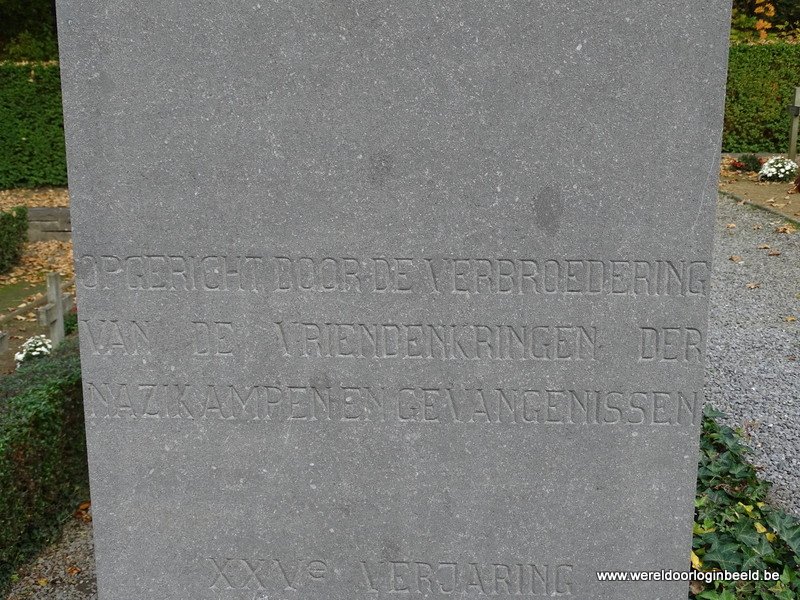 OPGERICHT DOOR DE VERBROEDERING
VAN DE VRIENDENKRINGEN DER
NAZIKAMPEN EN GEVANGENISSEN
XXVe VERJARING
www.wereldoorloginbeeld.be